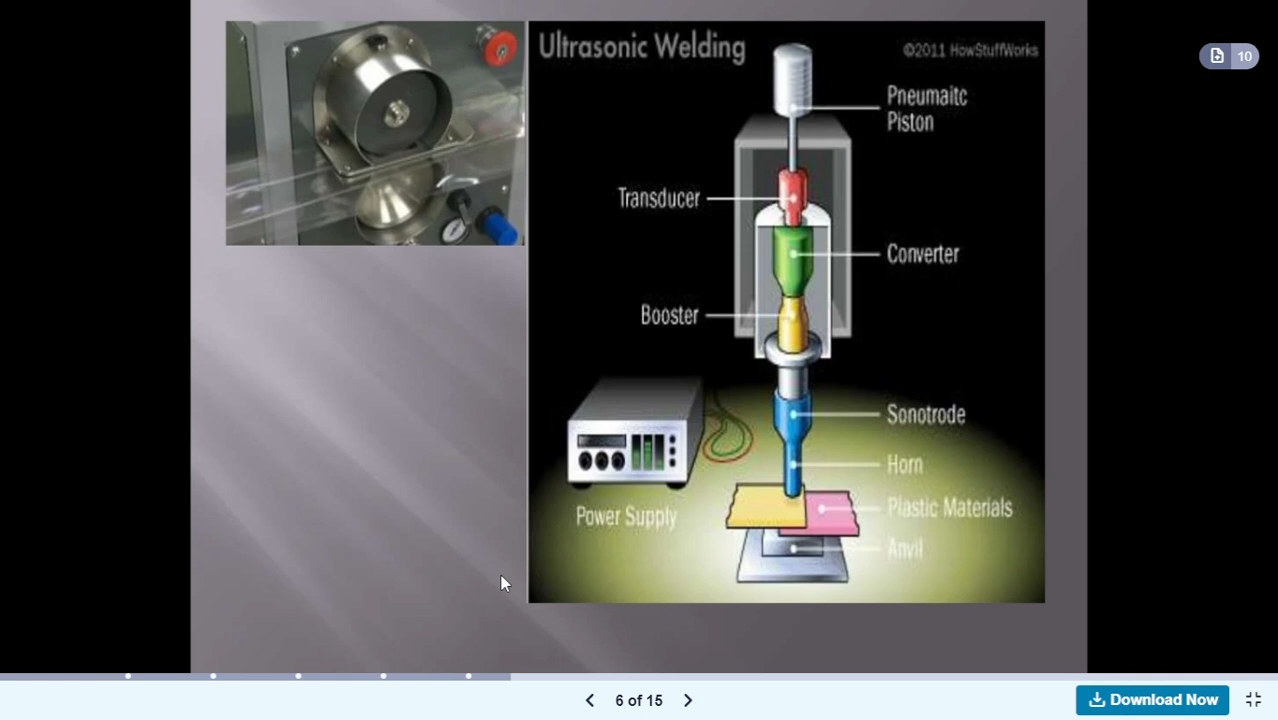 Ultrasonic Welding
©2011 HowStuffWorks
10
Pneumaitc
Piston
Transducer
Converter
Booster
Sonotrode
Horn
Plastic Materials
Power Supply
Anvil
6 of 15
Download Now